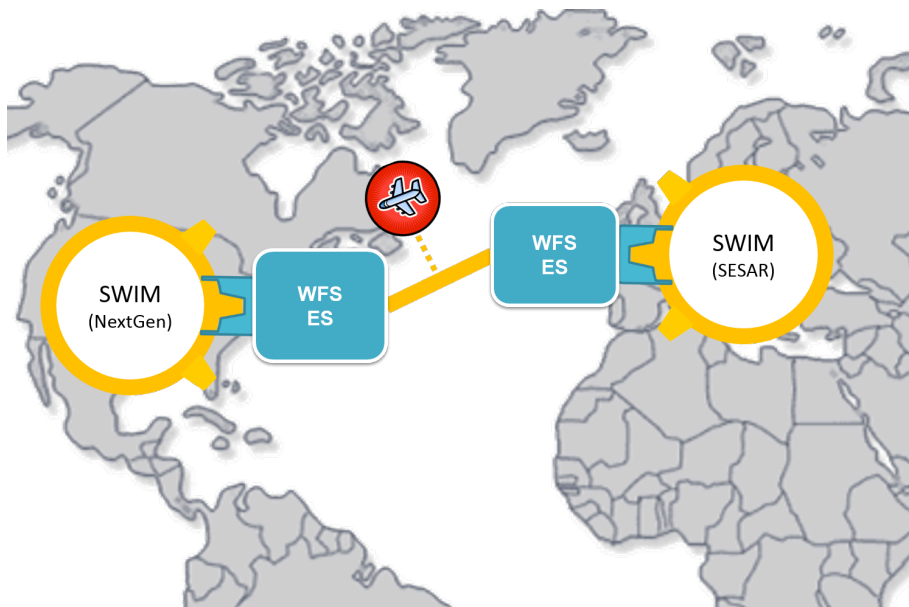 SWIM
(NextGen)
WFS
ES
WFS
ES
SWIM
(SESAR)